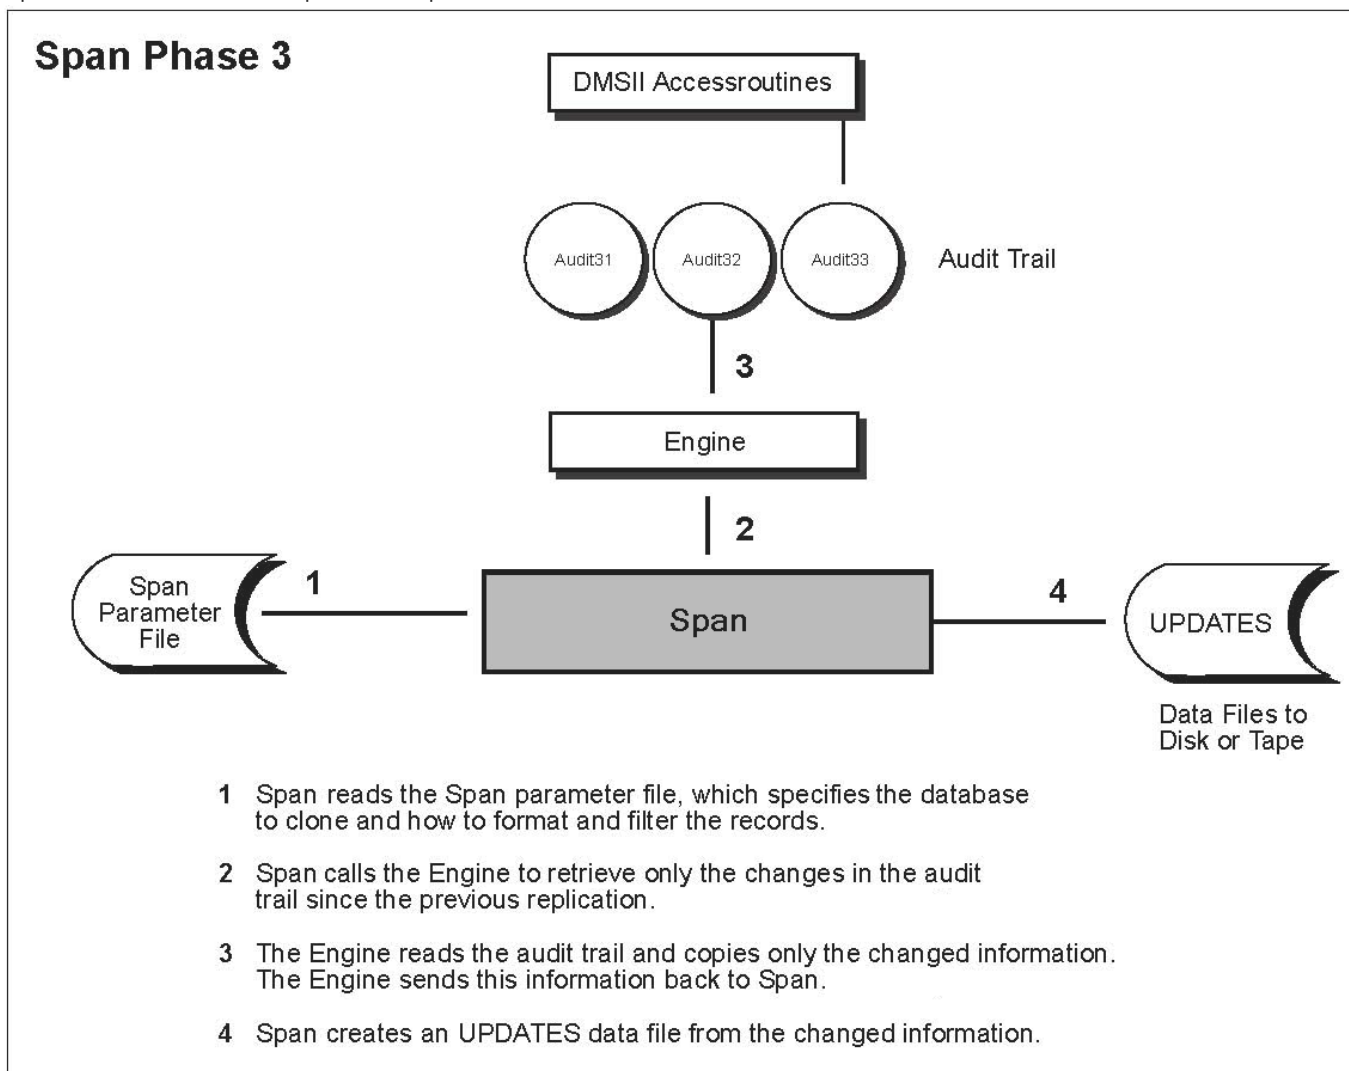 Span Phase 3
DMSII Accessroutines
Audit31
Audit32
Audit33
Audit Trail
3
Engine
2
Span
Parameter
File
1
Span
4
UPDATES
Data Files to
Disk or Tape
1 Span reads the Span parameter file, which specifies the database
to clone and how to format and filter the records.
2 Span calls the Engine to retrieve only the changes in the audit
trail since the previous replication.
3 The Engine reads the audit trail and copies only the changed information.
The Engine sends this information back to Span.
4 Span creates an UPDATES data file from the changed information.